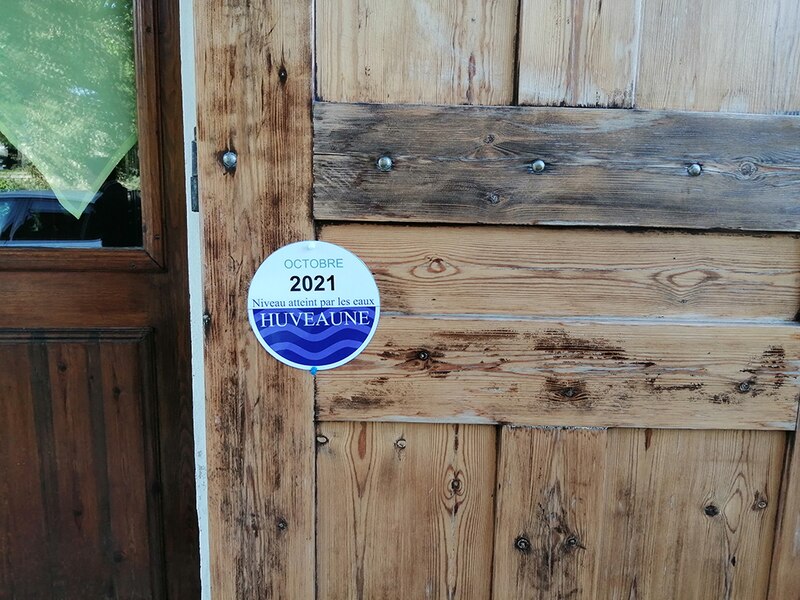 OCTOBRE
2021
Niveau atteint par les eaux
HUVEAUNE